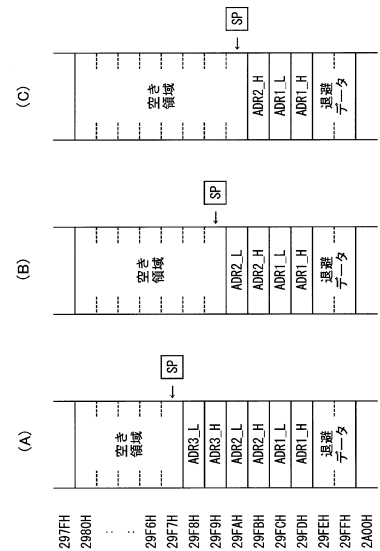 (A)
(B)
(C)
297FH
2980H
:
:
29F6H
29F7H
29F8H
29F9H
29FAH
29FBH
29FCH
29FDH
29FEH
29FFH
2A00H
空き
領域
← SP
ADR3_L
ADR3_H
ADR2_L
ADR2_H
ADR1_L
ADR1_H
退避
データ
空き
領域
← SP
ADR2_L
ADR2_H
ADR1_L
ADR1_H
退避
データ
空き
領域
← SP
ADR2_H
ADR1_L
ADR1_H
退避
データ